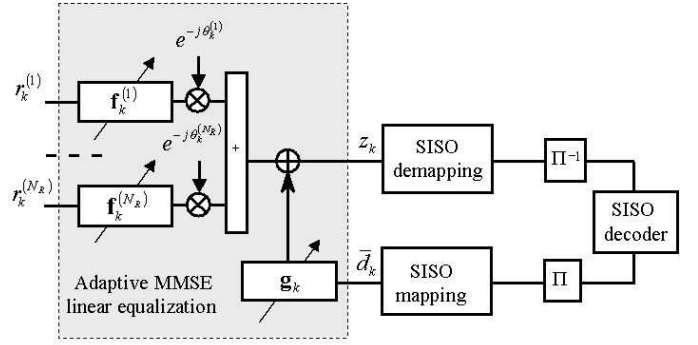 e^{-jθ_k^{(1)}}
r_k^{(1)}
f_k^{(1)}
e^{-jθ_k^{(N_R)}}
+
z_k
SISO
demapping
Π⁻¹
r_k^{(N_R)}
f_k^{(N_R)}
SISO
decoder
Adaptive MMSE
linear equalization
g_k
d̄_k
SISO
mapping
Π